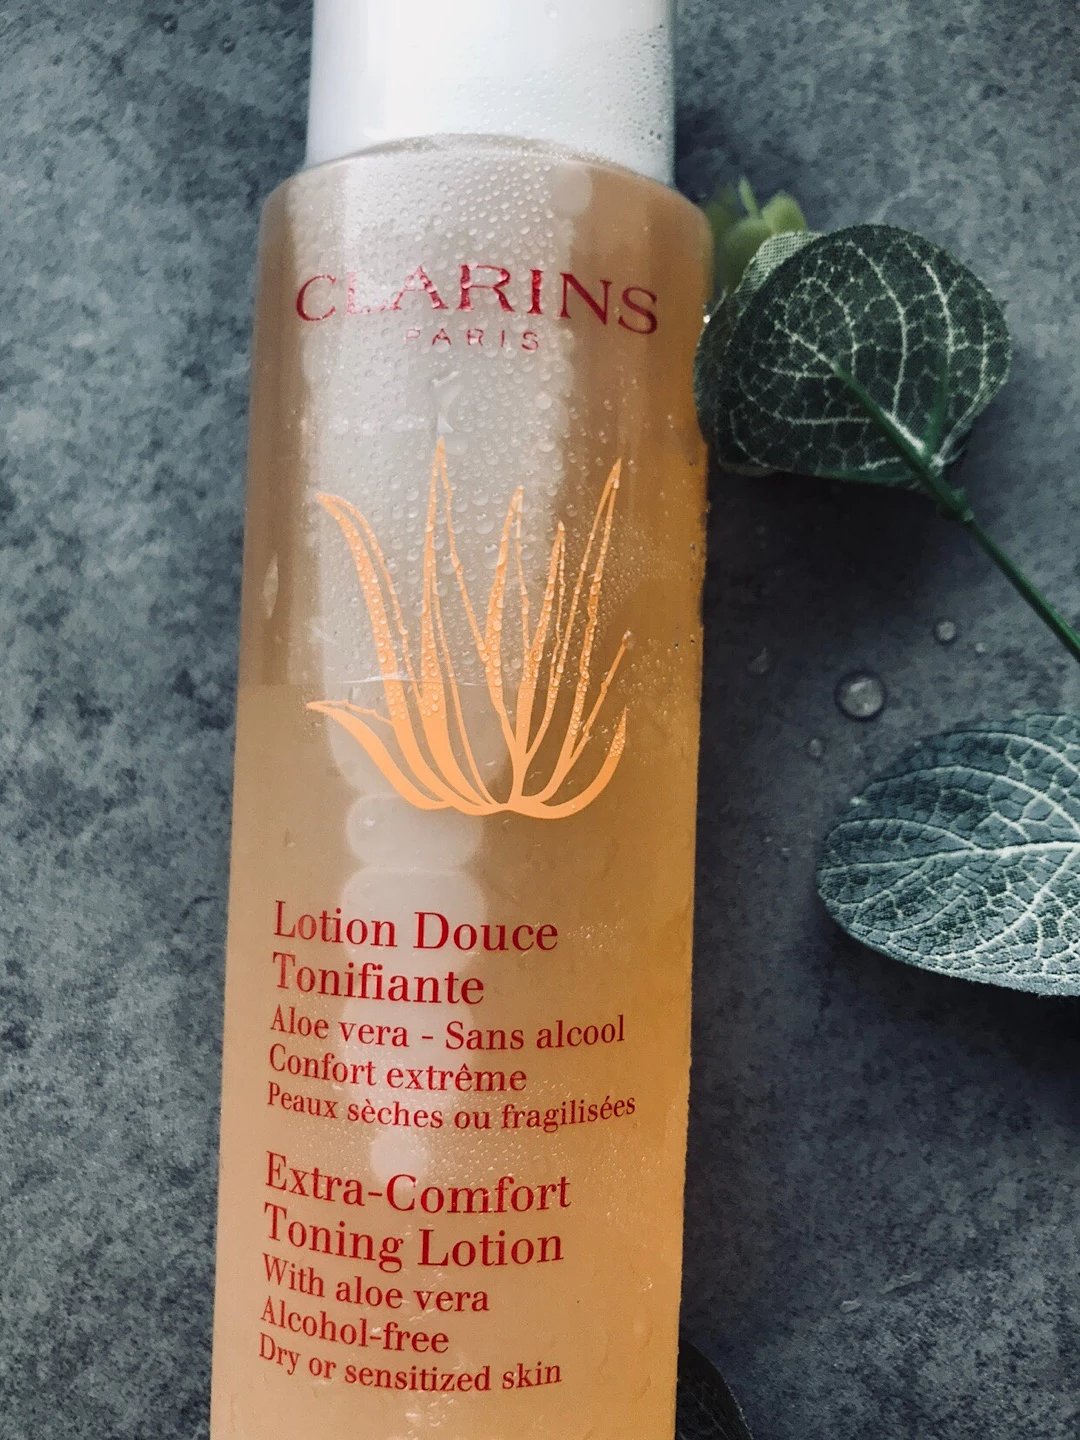 CLARINS
PARIS
Lotion Douce
Tonifiante
Aloe vera - Sans alcool
Confort extrême
Peaux sèches ou fragilisées
Extra-Comfort
Toning Lotion
With aloe vera
Alcohol-free
Dry or sensitized skin